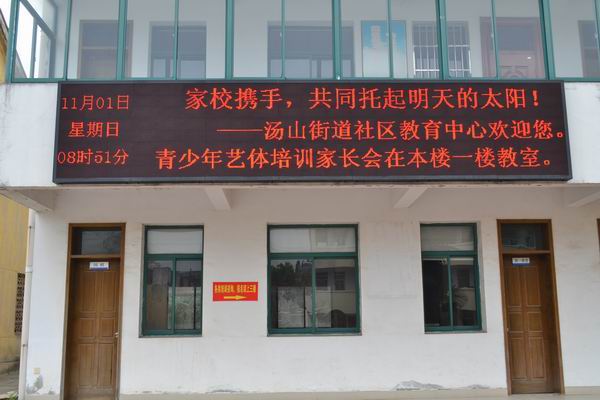 11月01日
星期日
08时51分
家校携手，共同托起明天的太阳！
——汤山街道社区教育中心欢迎您。
青少年艺体培训家长会在本楼一楼教室。